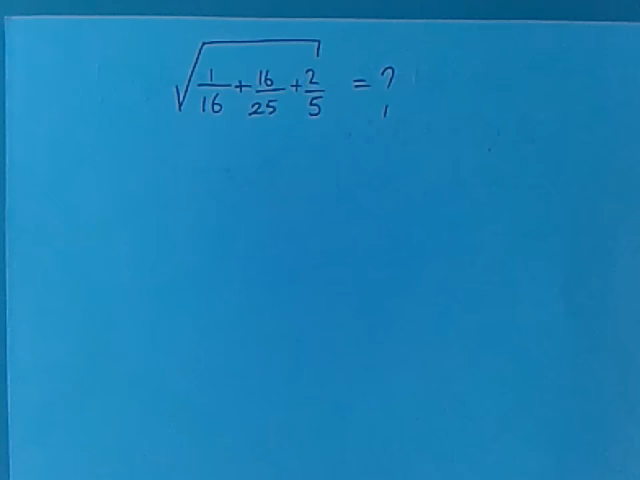 √(1/16 + 16/25 + 2/5) = ?